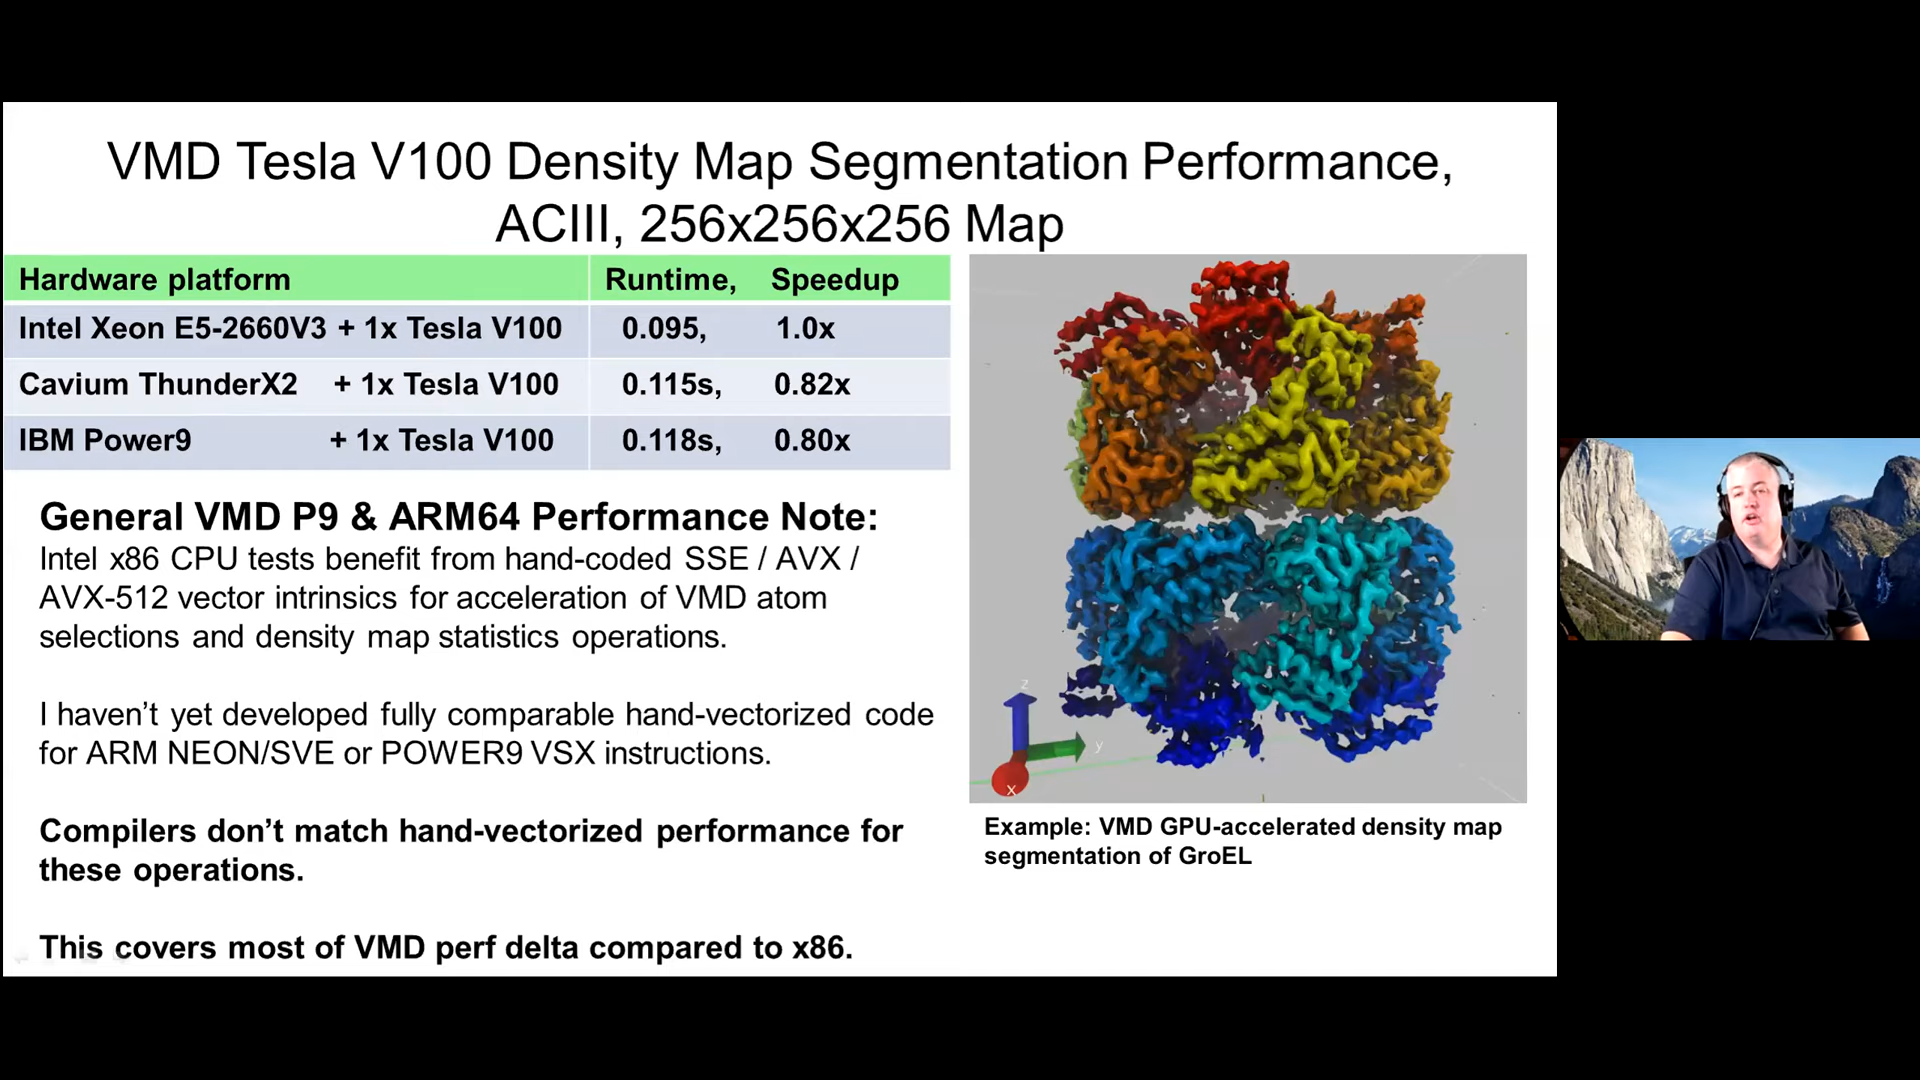 VMD Tesla V100 Density Map Segmentation Performance,
ACIII, 256x256x256 Map
Hardware platform Runtime, Speedup
Intel Xeon E5-2660V3 + 1x Tesla V100 0.095, 1.0x
Cavium ThunderX2 + 1x Tesla V100 0.115s, 0.82x
IBM Power9 + 1x Tesla V100 0.118s, 0.80x
General VMD P9 & ARM64 Performance Note:
Intel x86 CPU tests benefit from hand-coded SSE / AVX /
AVX-512 vector intrinsics for acceleration of VMD atom
selections and density map statistics operations.
I haven’t yet developed fully comparable hand-vectorized code
for ARM NEON/SVE or POWER9 VSX instructions.
Compilers don’t match hand-vectorized performance for
these operations.
This covers most of VMD perf delta compared to x86.
z
y
x
Example: VMD GPU-accelerated density map
segmentation of GroEL